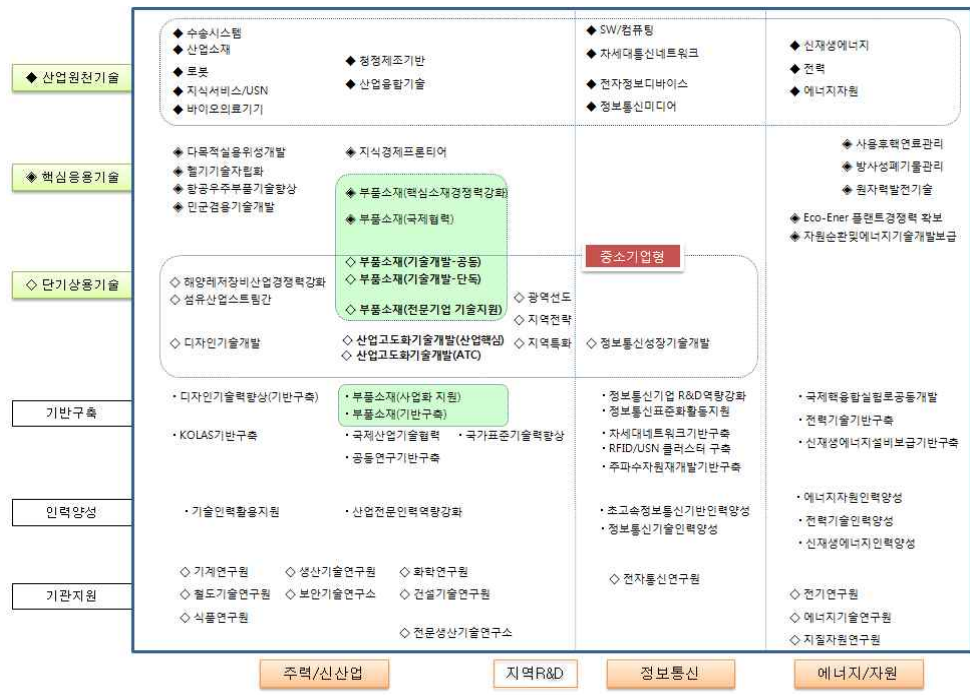 ◆ 산업원천기술
◆ 수송시스템
◆ 산업소재
◆ 로봇
◆ 지식서비스/USN
◆ 바이오의료기기
◆ 청정제조기반
◆ 산업융합기술
◆ SW/컴퓨팅
◆ 차세대통신네트워크
◆ 전자정보디바이스
◆ 정보통신미디어
◆ 신재생에너지
◆ 전력
◆ 에너지자원
◈ 핵심응용기술
◈ 다목적실용위성개발
◈ 헬기기술자립화
◈ 항공우주부품기술향상
◈ 민군겸용기술개발
◈ 지식경제프론티어
◈ 부품소재(핵심소재경쟁력강화)
◈ 부품소재(국제협력)
◈ 사용후핵연료관리
◈ 방사성폐기물관리
◈ 원자력발전기술
◈ Eco-Ener 플랜트경쟁력 확보
◈ 자원순환및에너지기술개발보급
중소기업형
◇ 단기상용기술
◇ 해양레저장비산업경쟁력강화
◇ 섬유산업스트림간
◇ 디자인기술개발
◇ 부품소재(기술개발-공동)
◇ 부품소재(기술개발-단독)
◇ 부품소재(전문기업 기술지원)
◇ 산업고도화기술개발(산업핵심)
◇ 산업고도화기술개발(ATC)
◇ 광역선도
◇ 지역전략
◇ 지역특화
◇ 정보통신성장기술개발
기반구축
· 디자인기술력향상(기반구축)
· KOLAS기반구축
· 부품소재(사업화 지원)
· 부품소재(기반구축)
· 국제산업기술협력
· 국가표준기술력향상
· 공동연구기반구축
· 정보통신기업 R&D역량강화
· 정보통신표준화활동지원
· 차세대네트워크기반구축
· RFID/USN 클러스터 구축
· 주파수자원재개발기반구축
· 국제핵융합실험로공동개발
· 전력기술기반구축
· 신재생에너지설비보급기반구축
인력양성
· 기술인력활용지원
· 산업전문인력역량강화
· 초고속정보통신기반인력양성
· 정보통신기술인력양성
· 에너지자원인력양성
· 전력기술인력양성
· 신재생에너지인력양성
기관지원
◇ 기계연구원
◇ 생산기술연구원
◇ 화학연구원
◇ 철도기술연구원
◇ 보안기술연구소
◇ 건설기술연구원
◇ 식품연구원
◇ 전문생산기술연구소
◇ 전자통신연구원
◇ 전기연구원
◇ 에너지기술연구원
◇ 지질자원연구원
주력/신산업
지역R&D
정보통신
에너지/자원